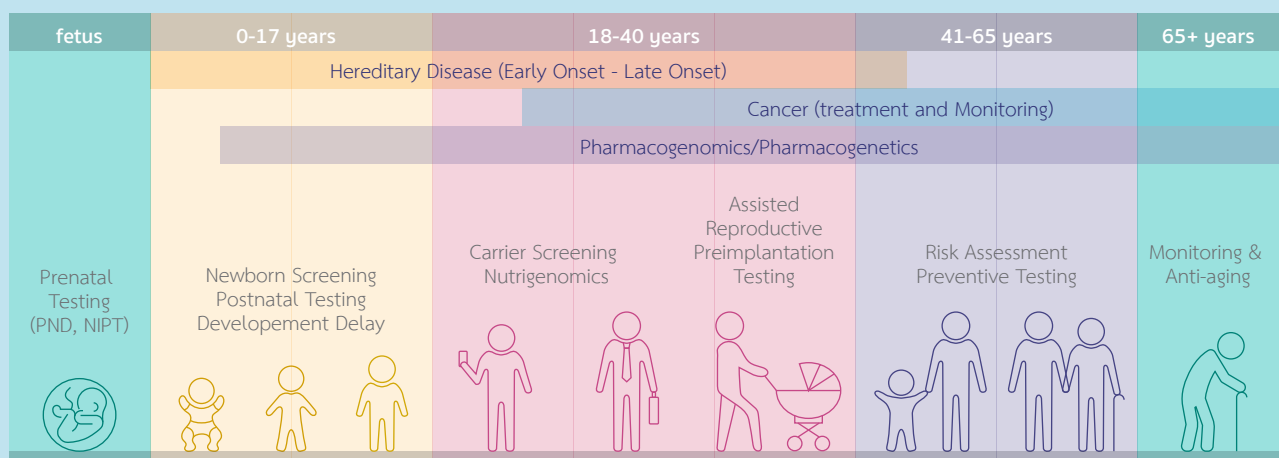 fetus
0-17 years
18-40 years
41-65 years
65+ years
Hereditary Disease (Early Onset - Late Onset)
Cancer (treatment and Monitoring)
Pharmacogenomics/Pharmacogenetics
Prenatal
Testing
(PND, NIPT)
Newborn Screening
Postnatal Testing
Developement Delay
Carrier Screening
Nutrigenomics
Assisted
Reproductive
Preimplantation
Testing
Risk Assessment
Preventive Testing
Monitoring &
Anti-aging